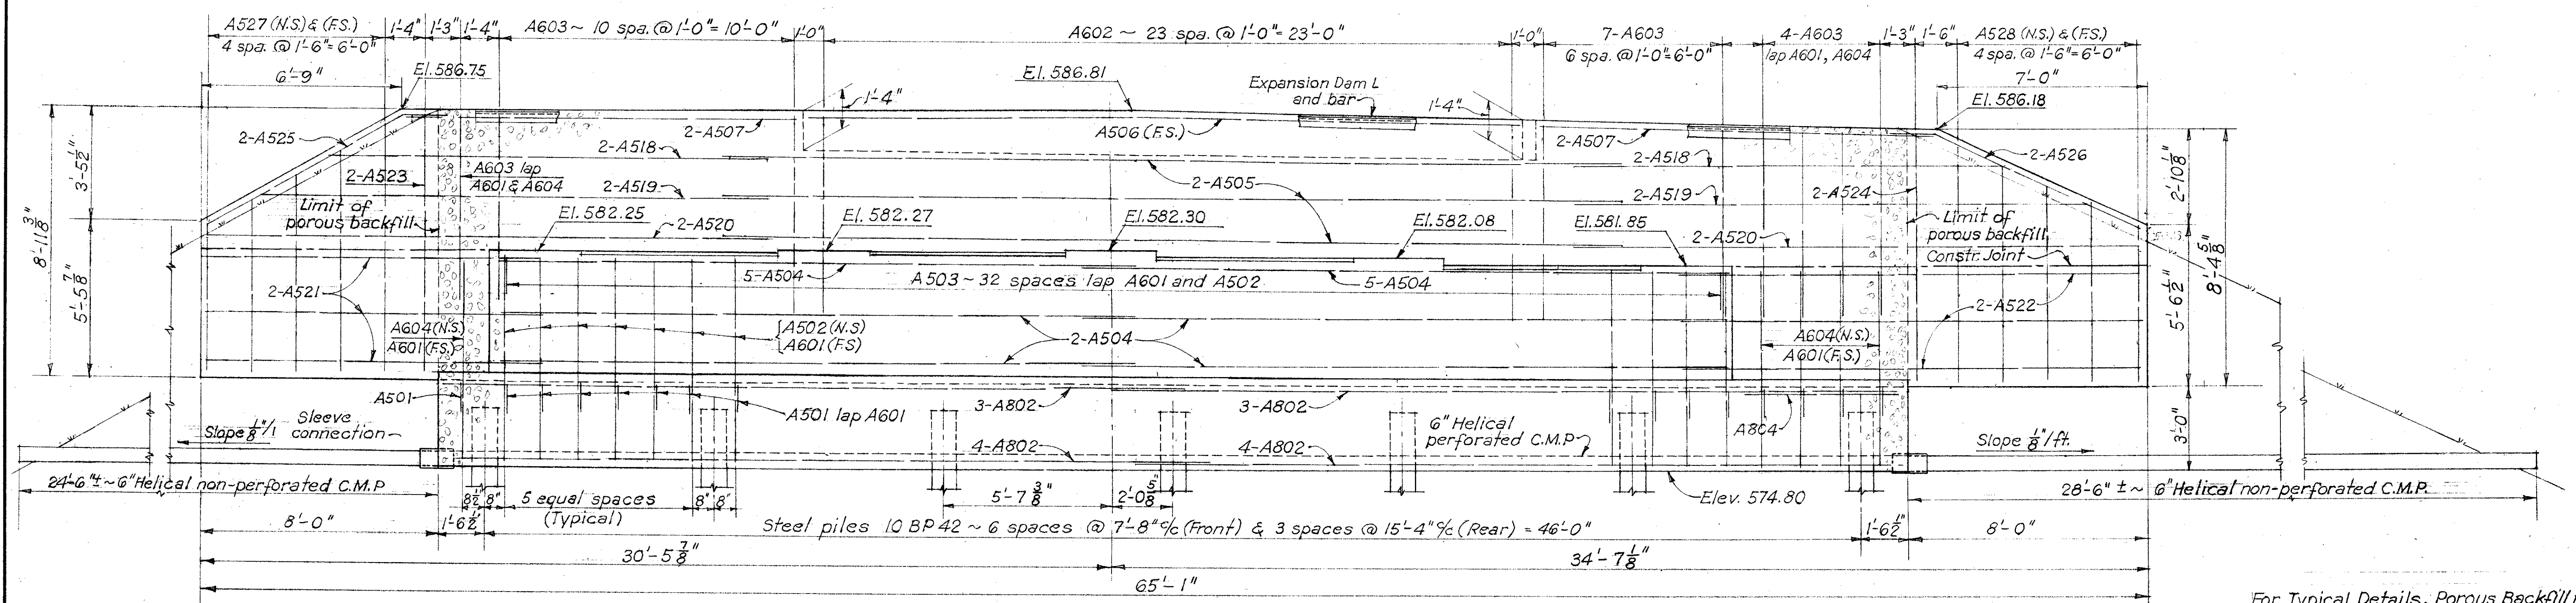 A527 (N.S.) & (F.S.)
4 spa. @ 1'-6" = 6'-0"
1'-4"
1'-3"
1'-4"
A603 ~ 10 spa. @ 1'-0" = 10'-0"
1'-0"
A602 ~ 23 spa. @ 1'-0" = 23'-0"
1'-0"
7-A603
6 spa. @ 1'-0" = 6'-0"
4-A603
lap A601, A604
1'-3"
1'-6"
A528 (N.S.) & (F.S.)
4 spa. @ 1'-6" = 6'-0"
6'-9"
El. 586.75
El. 586.81
Expansion Dam L
and bar
7'-0"
El. 586.18
1'-4"
1'-4"
2-A525
2-A507
A506 (F.S.)
2-A507
2-A526
2-A518
2-A518
3'-5 1/2"
2'-10 1/8"
2-A523
A603 lap
A601 & A604
2-A519
2-A505
2-A519
2-A524
Limit of
porous backfill
El. 582.25
El. 582.27
El. 582.30
El. 582.08
El. 581.85
Limit of
porous backfill
2-A520
2-A520
Constr. Joint
8'-11 3/8"
8'-4 5/8"
5'-5 7/8"
5'-6 1/2"
2-A521
5-A504
A503 ~ 32 spaces lap A601 and A502
5-A504
2-A522
A604 (N.S.)
A601 (F.S.)
A502 (N.S)
A601 (F.S)
2-A504
A604 (N.S.)
A601 (F.S.)
A501
A501 lap A601
3-A802
3-A802
A804
3'-0"
Slope 1/8"/1
Sleeve
connection
4-A802
4-A802
6" Helical
perforated C.M.P.
Slope 1/8"/ft.
24'-6" ± ~ 6" Helical non-perforated C.M.P
8 1/2"
8"
5 equal spaces
(Typical)
8"
8"
5'-7 3/8"
2'-0 5/8"
Elev. 574.80
28'-6" ± ~ 6" Helical non-perforated C.M.P.
8'-0"
1'-6 1/2"
Steel piles 10 BP 42 ~ 6 spaces @ 7'-8" c/c (Front) & 3 spaces @ 15'-4" c/c (Rear) = 46'-0"
1'-6 1/2"
8'-0"
30'-5 7/8"
34'-7 1/8"
65'-1"
For Typical Details, Porous Backfill